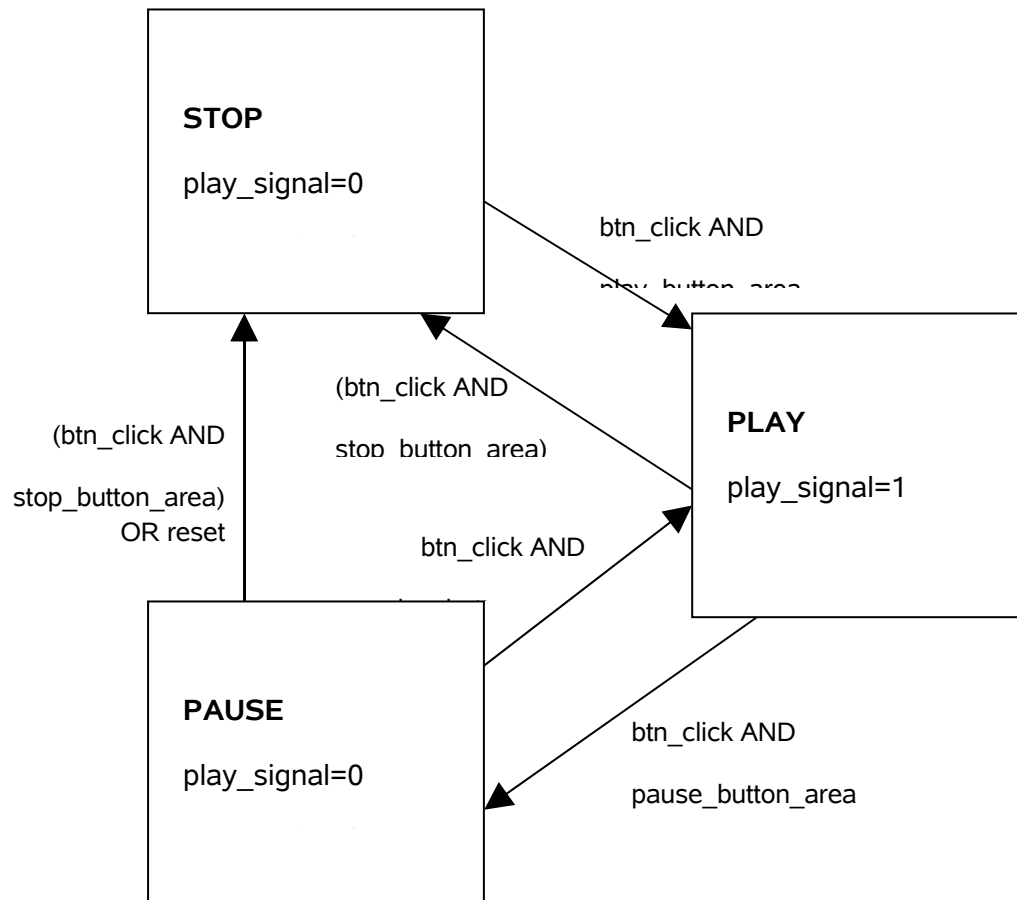 STOP
play_signal=0
btn_click AND
play_button_area
(btn_click AND
stop_button_area)
PLAY
play_signal=1
(btn_click AND
stop_button_area)
OR reset
btn_click AND
PAUSE
play_signal=0
btn_click AND
pause_button_area